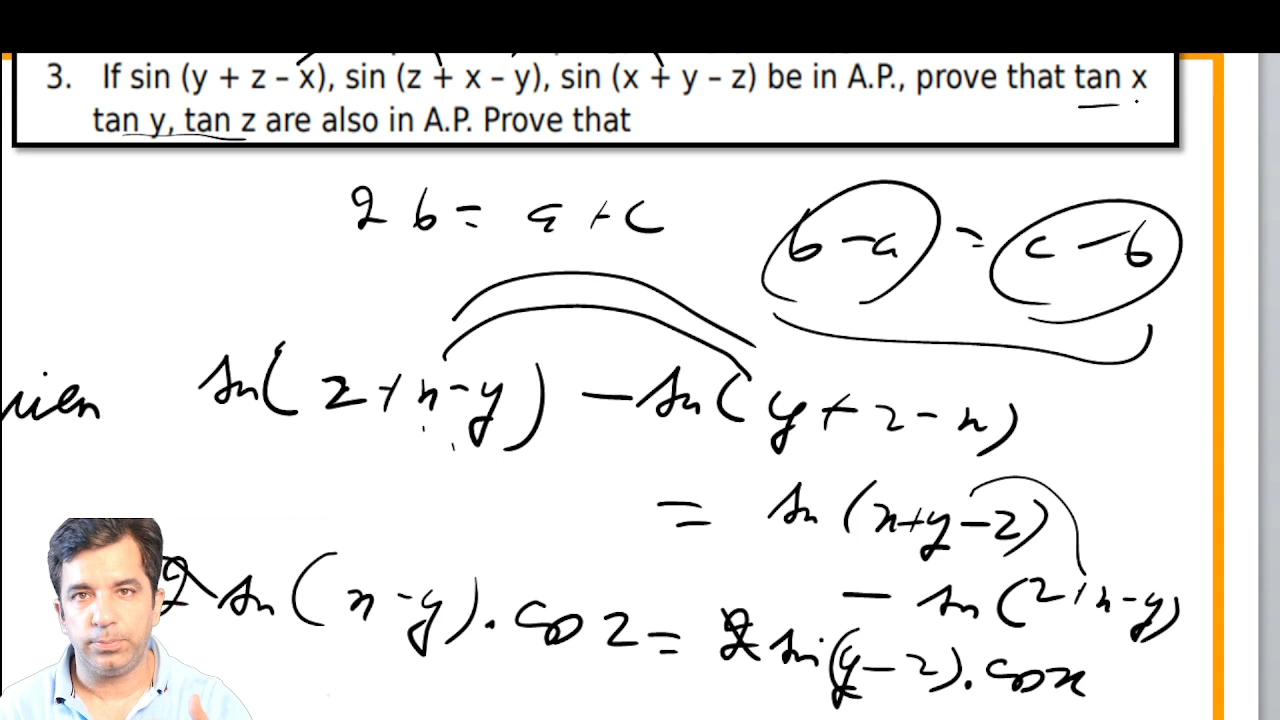 3. If sin (y + z – x), sin (z + x – y), sin (x + y – z) be in A.P., prove that tan x
tan y, tan z are also in A.P. Prove that
2b = a + c
b - a = c - b
sin(z+x-y) - sin(y+z-x)
= sin(x+y-z)
- sin(z+x-y)
2 sin(x-y). cos z = 2 sin(y-z). cos x